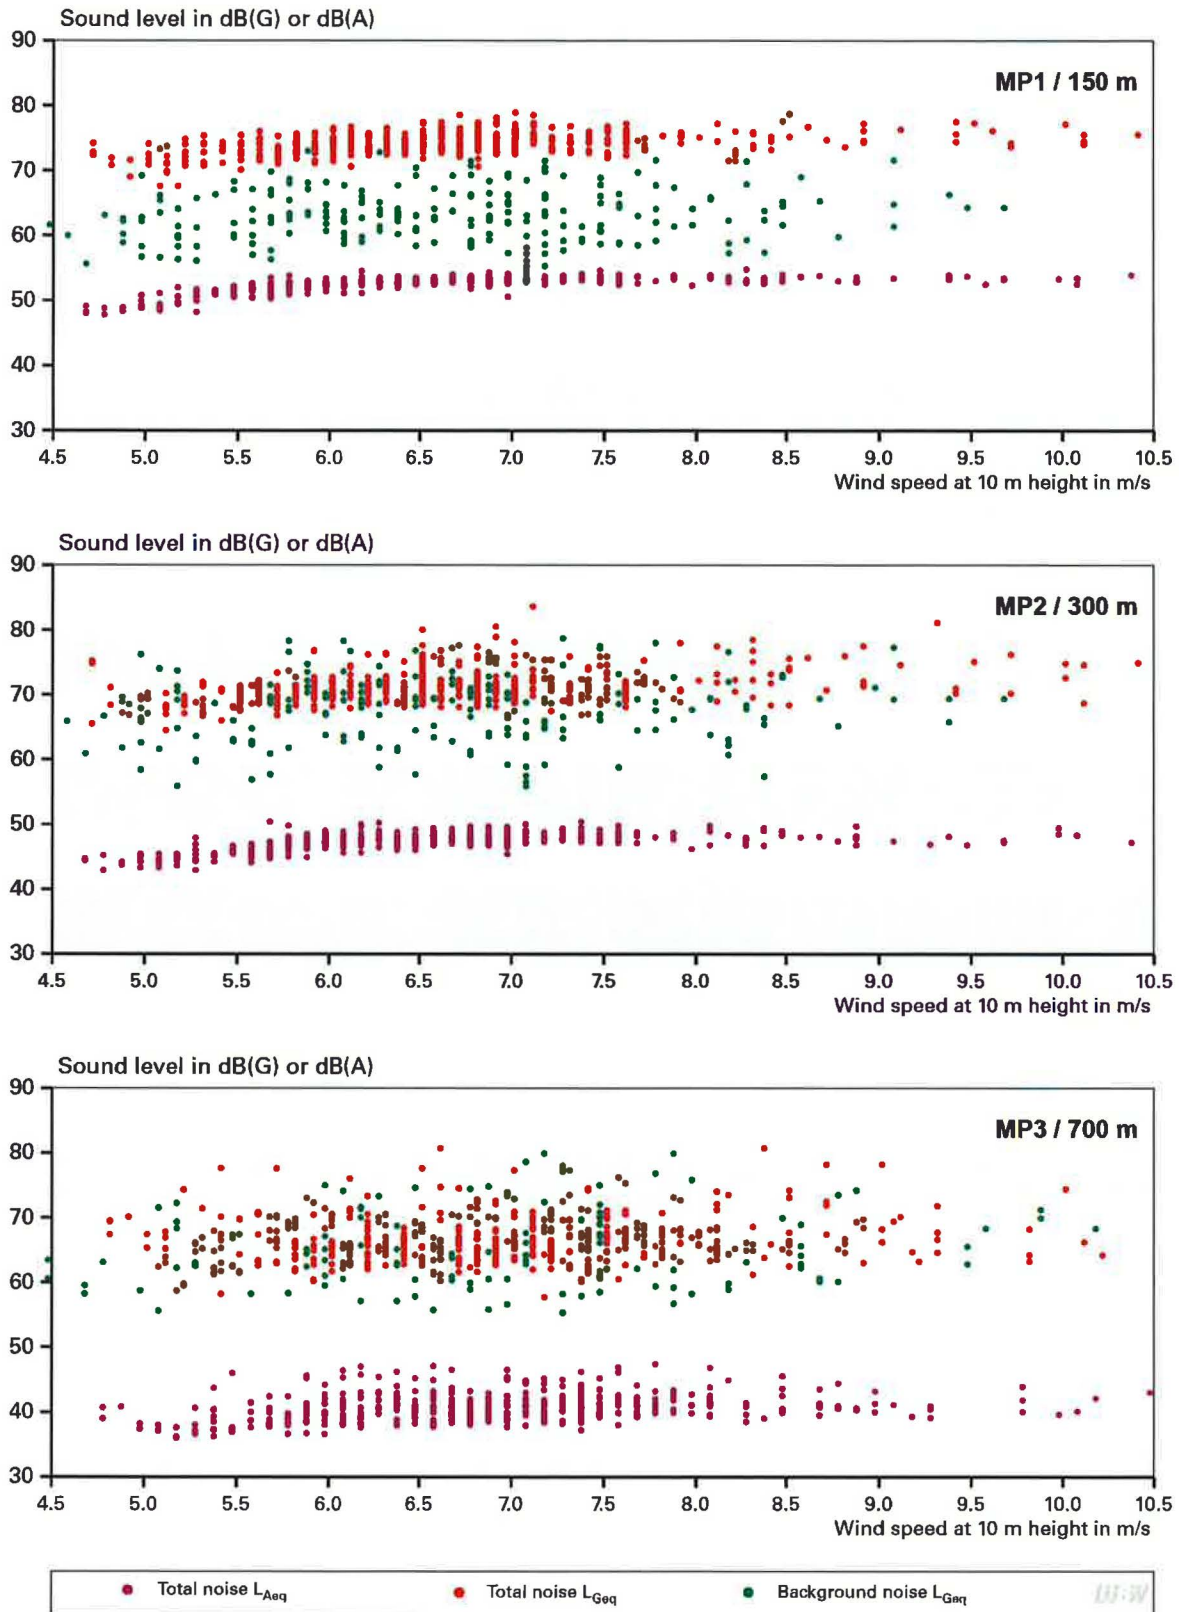 Sound level in dB(G) or dB(A)
90
80
70
60
50
40
30
MP1 / 150 m
4.5 5.0 5.5 6.0 6.5 7.0 7.5 8.0 8.5 9.0 9.5 10.0 10.5
Wind speed at 10 m height in m/s
Sound level in dB(G) or dB(A)
90
80
70
60
50
40
30
MP2 / 300 m
4.5 5.0 5.5 6.0 6.5 7.0 7.5 8.0 8.5 9.0 9.5 10.0 10.5
Wind speed at 10 m height in m/s
Sound level in dB(G) or dB(A)
90
80
70
60
50
40
30
MP3 / 700 m
4.5 5.0 5.5 6.0 6.5 7.0 7.5 8.0 8.5 9.0 9.5 10.0 10.5
Wind speed at 10 m height in m/s
Total noise LAeq Total noise LGeq Background noise LGeq